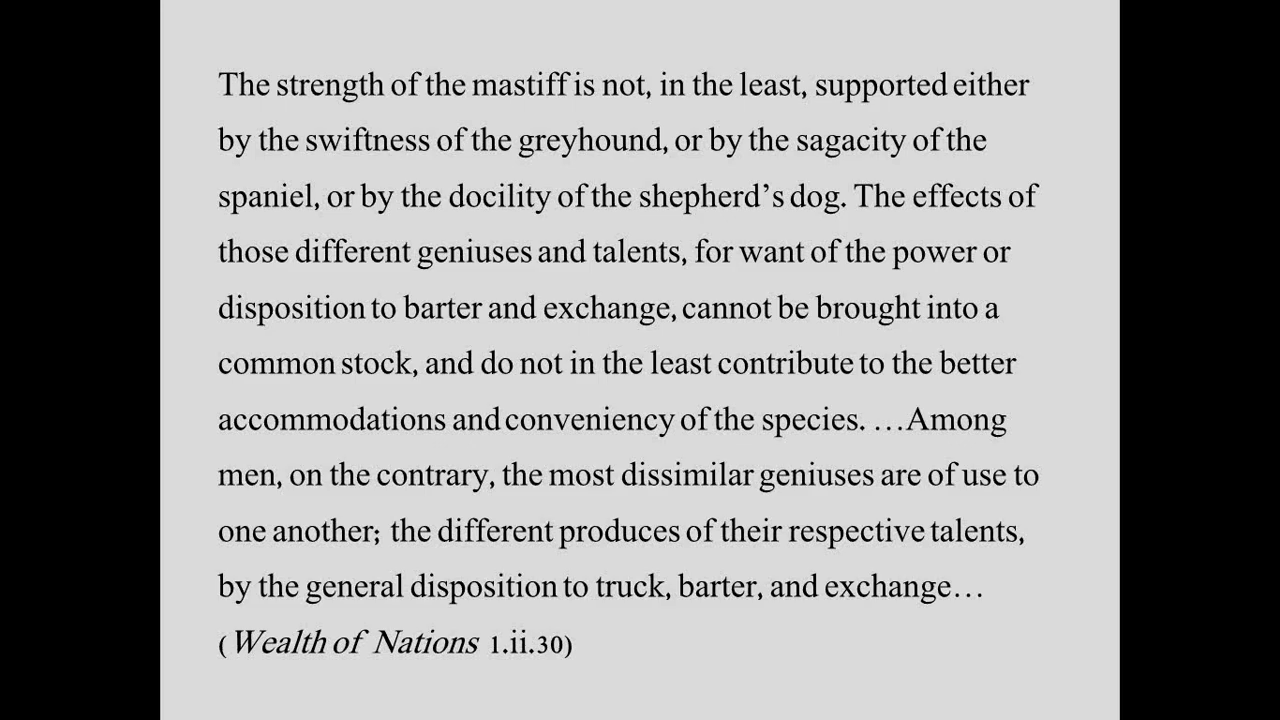 The strength of the mastiff is not, in the least, supported either
by the swiftness of the greyhound, or by the sagacity of the
spaniel, or by the docility of the shepherd’s dog. The effects of
those different geniuses and talents, for want of the power or
disposition to barter and exchange, cannot be brought into a
common stock, and do not in the least contribute to the better
accommodations and conveniency of the species. …Among
men, on the contrary, the most dissimilar geniuses are of use to
one another; the different produces of their respective talents,
by the general disposition to truck, barter, and exchange…
(Wealth of Nations 1.ii.30)